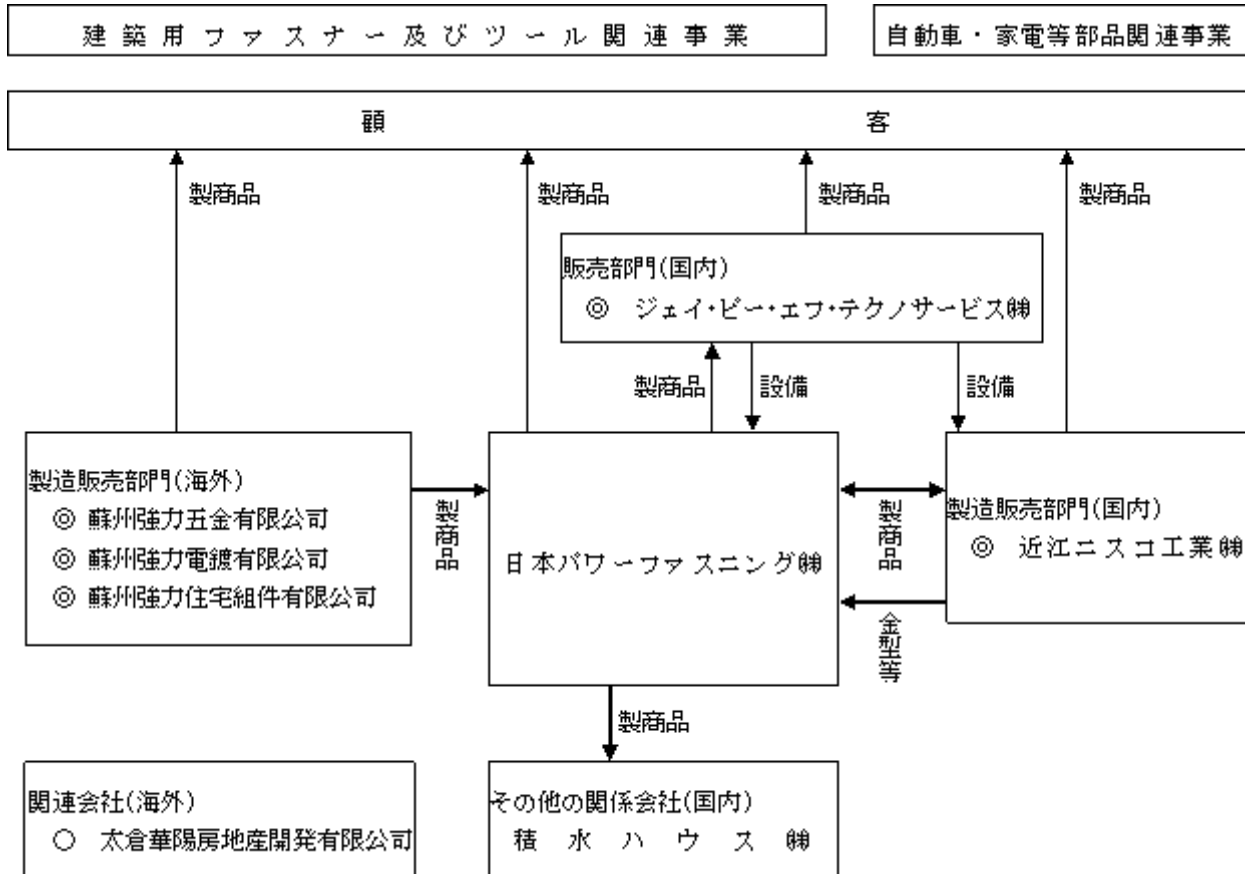 建築用ファスナー及びツール関連事業
自動車・家電等部品関連事業
顧客
製商品
製商品
製商品
製商品
販売部門(国内)
◎ ジェイ・ピー・エフ・テクノサービス㈱
製商品
設備
設備
製造販売部門(海外)
◎ 蘇州強力五金有限公司
◎ 蘇州強力電鍍有限公司
◎ 蘇州強力住宅組件有限公司
製商品
日本パワーファスニング㈱
製商品
金型等
製造販売部門(国内)
◎ 近江ニスコ工業㈱
製商品
関連会社(海外)
○ 太倉華陽房地産開発有限公司
その他の関係会社(国内)
積水ハウス㈱